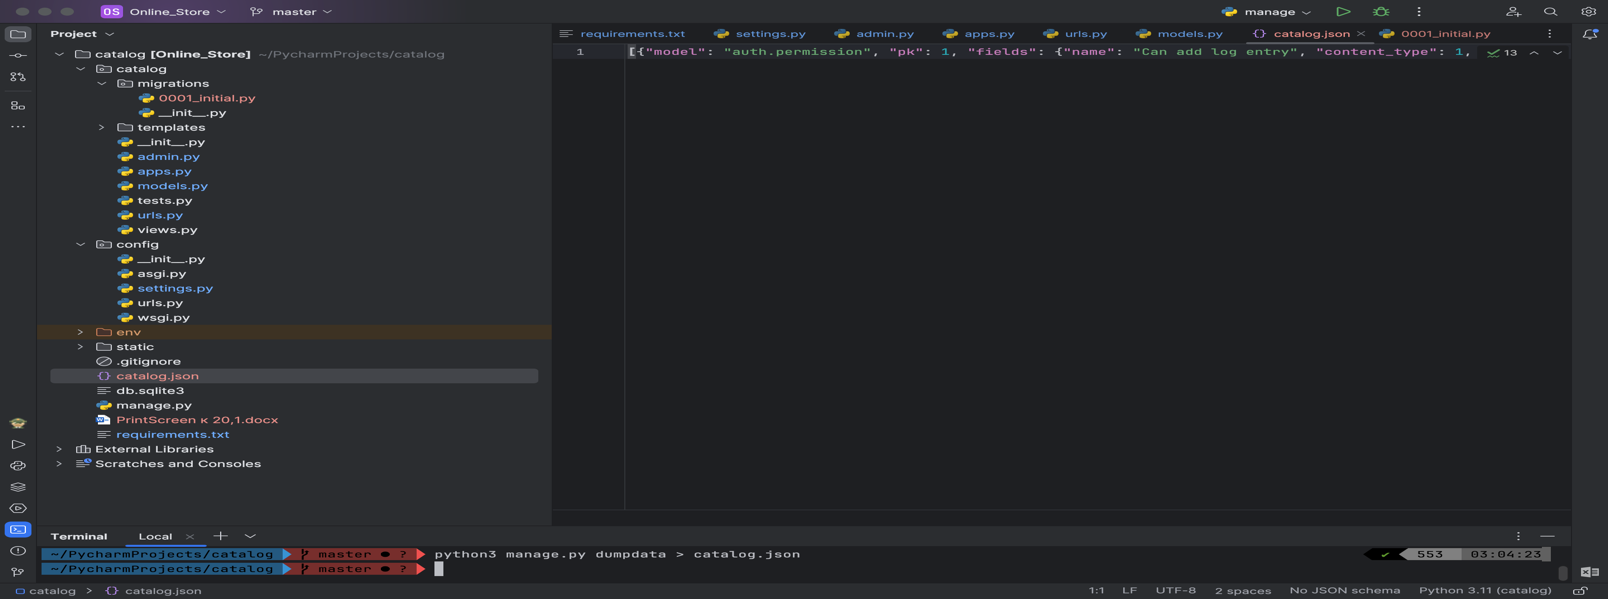 OS Online_Store master manage
Project
requirements.txt settings.py admin.py apps.py urls.py models.py catalog.json 0001_initial.py
catalog [Online_Store] ~/PycharmProjects/catalog
1 [{"model": "auth.permission", "pk": 1, "fields": {"name": "Can add log entry", "content_type": 1, 13
catalog
migrations
0001_initial.py
__init__.py
templates
__init__.py
admin.py
apps.py
models.py
tests.py
urls.py
views.py
config
__init__.py
asgi.py
settings.py
urls.py
wsgi.py
env
static
.gitignore
catalog.json
db.sqlite3
manage.py
PrintScreen к 20,1.docx
requirements.txt
External Libraries
Scratches and Consoles
Terminal Local
~/PycharmProjects/catalog master ● ? python3 manage.py dumpdata > catalog.json ✔ 553 03:04:23
~/PycharmProjects/catalog master ● ?
catalog > catalog.json 1:1 LF UTF-8 2 spaces No JSON schema Python 3.11 (catalog)